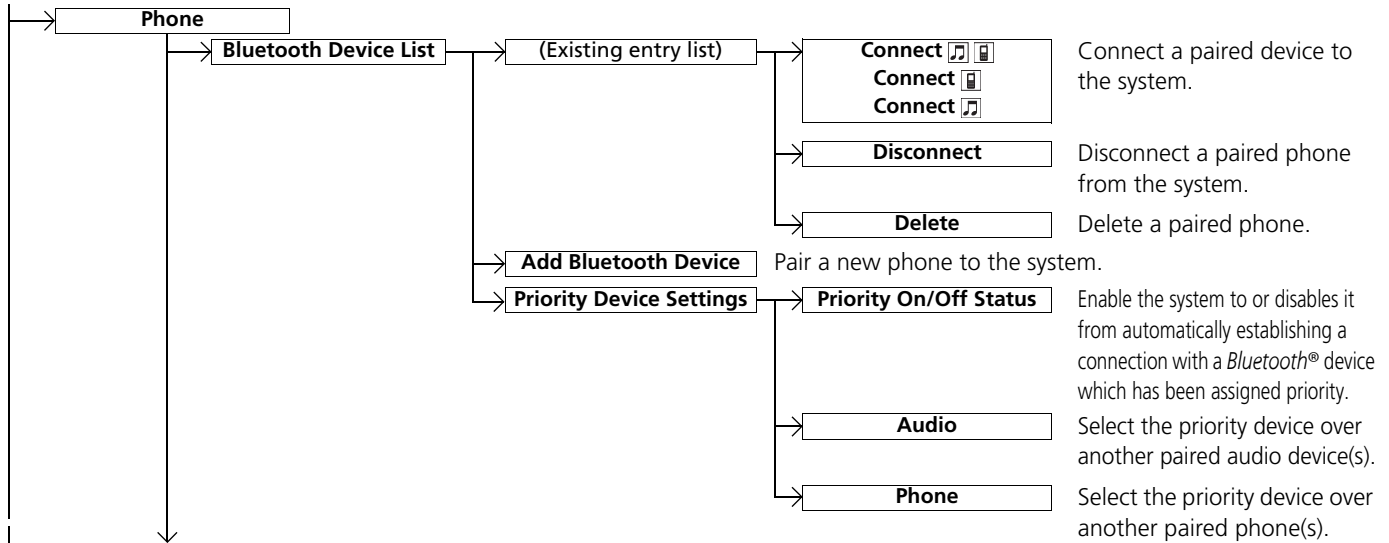 Phone
Bluetooth Device List
(Existing entry list)
Connect
Connect
Connect
Connect a paired device to
the system.
Disconnect
Disconnect a paired phone
from the system.
Delete
Delete a paired phone.
Add Bluetooth Device
Pair a new phone to the system.
Priority Device Settings
Priority On/Off Status
Enable the system to or disables it
from automatically establishing a
connection with a Bluetooth® device
which has been assigned priority.
Audio
Select the priority device over
another paired audio device(s).
Phone
Select the priority device over
another paired phone(s).